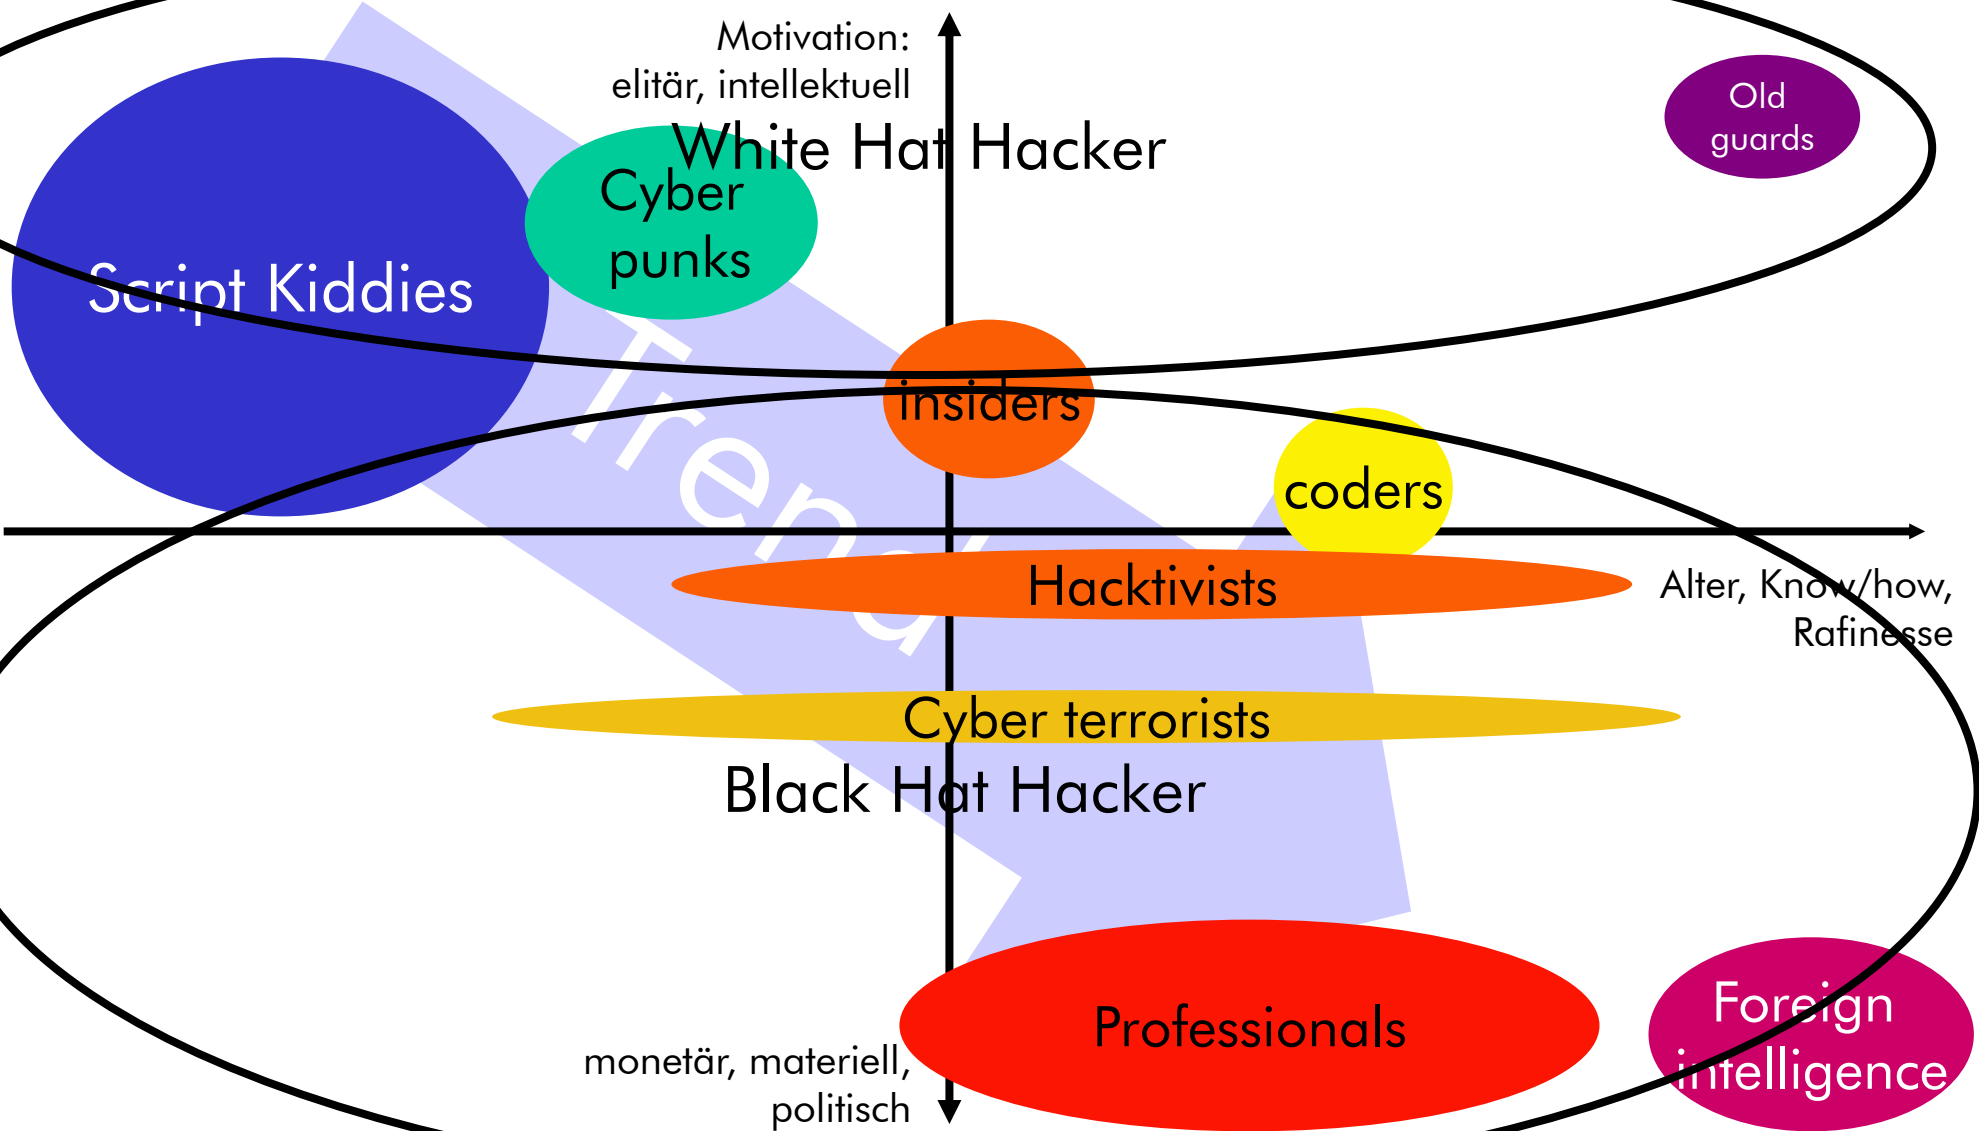 Motivation:
elitär, intellektuell
White Hat Hacker
Old
guards
Cyber
punks
Script Kiddies
Trend
insiders
coders
Hacktivists
Alter, Know/how,
Rafinesse
Cyber terrorists
Black Hat Hacker
Professionals
Foreign
intelligence
monetär, materiell,
politisch